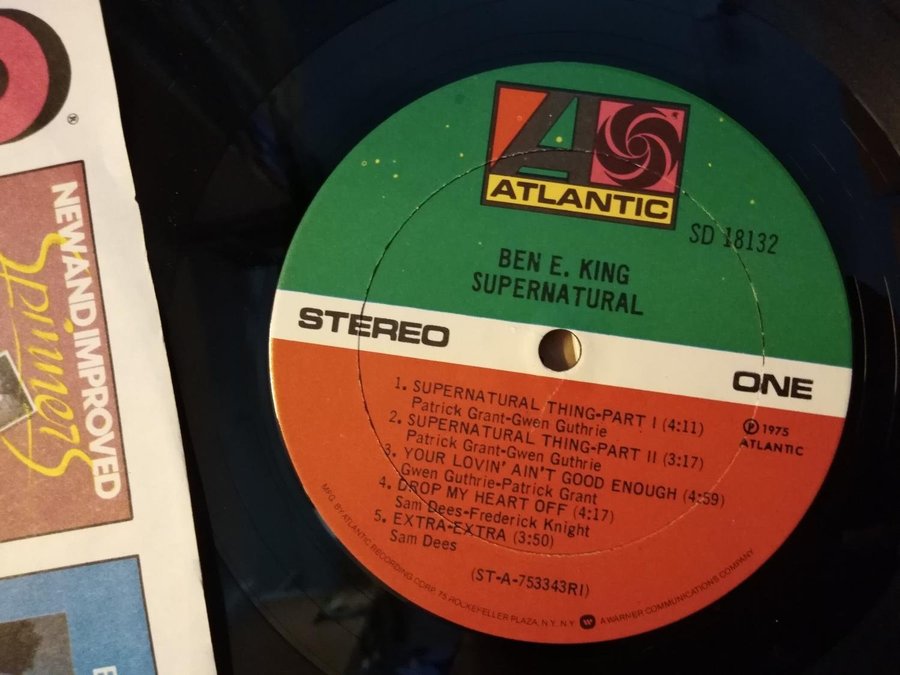 ®
NEW AND IMPROVED
Spinners
ATLANTIC
SD 18132
BEN E. KING
SUPERNATURAL
STEREO
ONE
1. SUPERNATURAL THING-PART I (4:11)
Patrick Grant-Gwen Guthrie
2. SUPERNATURAL THING-PART II (3:17)
Patrick Grant-Gwen Guthrie
3. YOUR LOVIN' AIN'T GOOD ENOUGH (4:59)
Gwen Guthrie-Patrick Grant
4. DROP MY HEART OFF (4:17)
Sam Dees-Frederick Knight
5. EXTRA-EXTRA (3:50)
Sam Dees
℗ 1975
ATLANTIC
(ST-A-753343RI)
MFG. BY ATLANTIC RECORDING CORP. 75 ROCKEFELLER PLAZA, N.Y., N.Y. A WARNER COMMUNICATIONS COMPANY